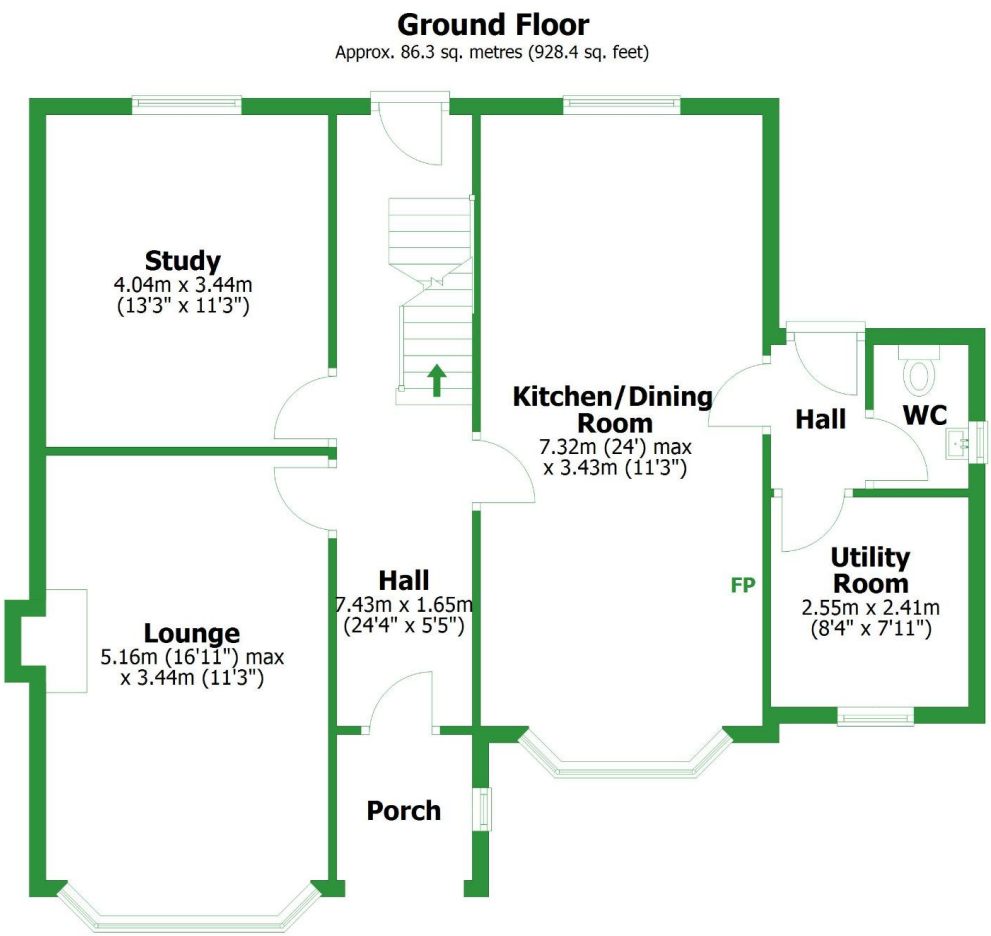 Ground Floor
Approx. 86.3 sq. metres (928.4 sq. feet)
Study
4.04m x 3.44m
(13'3" x 11'3")
Kitchen/Dining
Room
7.32m (24') max
x 3.43m (11'3")
Hall
WC
Hall
7.43m x 1.65m
(24'4" x 5'5")
FP
Utility
Room
2.55m x 2.41m
(8'4" x 7'11")
Lounge
5.16m (16'11") max
x 3.44m (11'3")
Porch